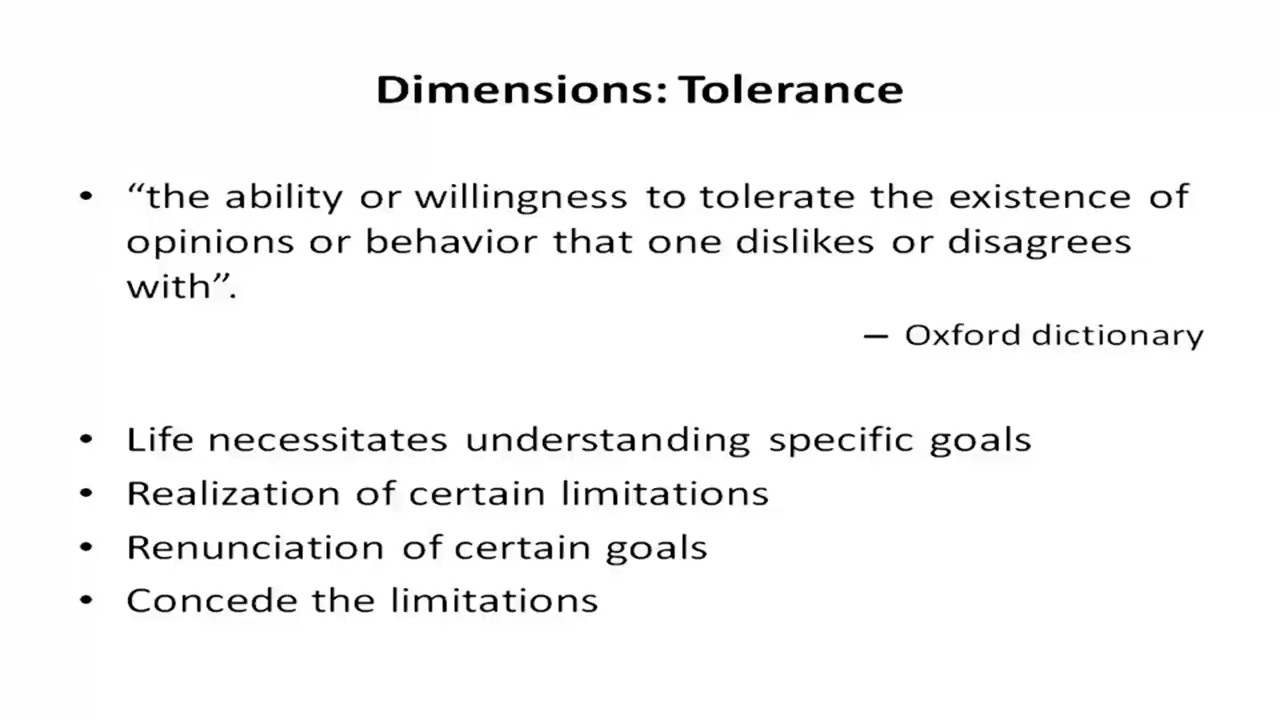 Dimensions: Tolerance
• “the ability or willingness to tolerate the existence of
opinions or behavior that one dislikes or disagrees
with”.
– Oxford dictionary
• Life necessitates understanding specific goals
• Realization of certain limitations
• Renunciation of certain goals
• Concede the limitations